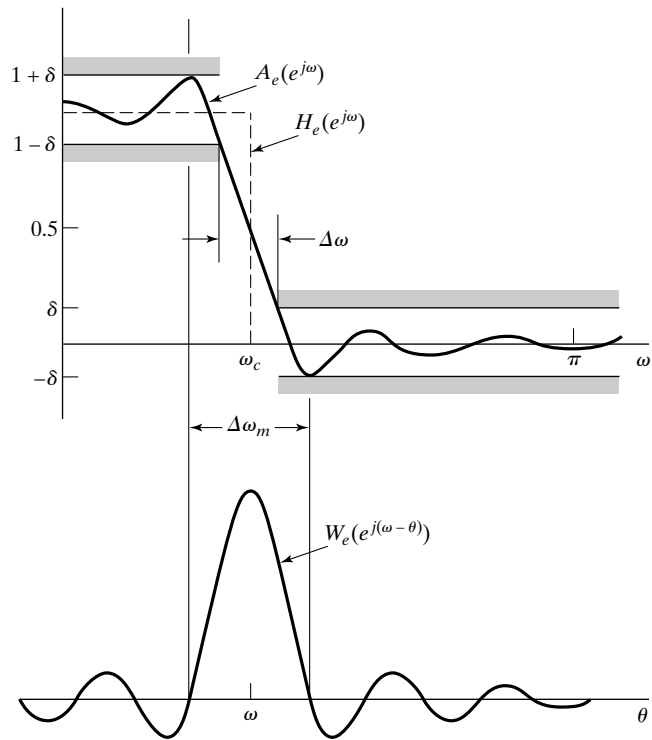 1 + δ
A_e(e^{jω})
H_e(e^{jω})
1 – δ
0.5
Δω
δ
ω_c
π
ω
–δ
Δω_m
W_e(e^{j(ω – θ)})
ω
θ